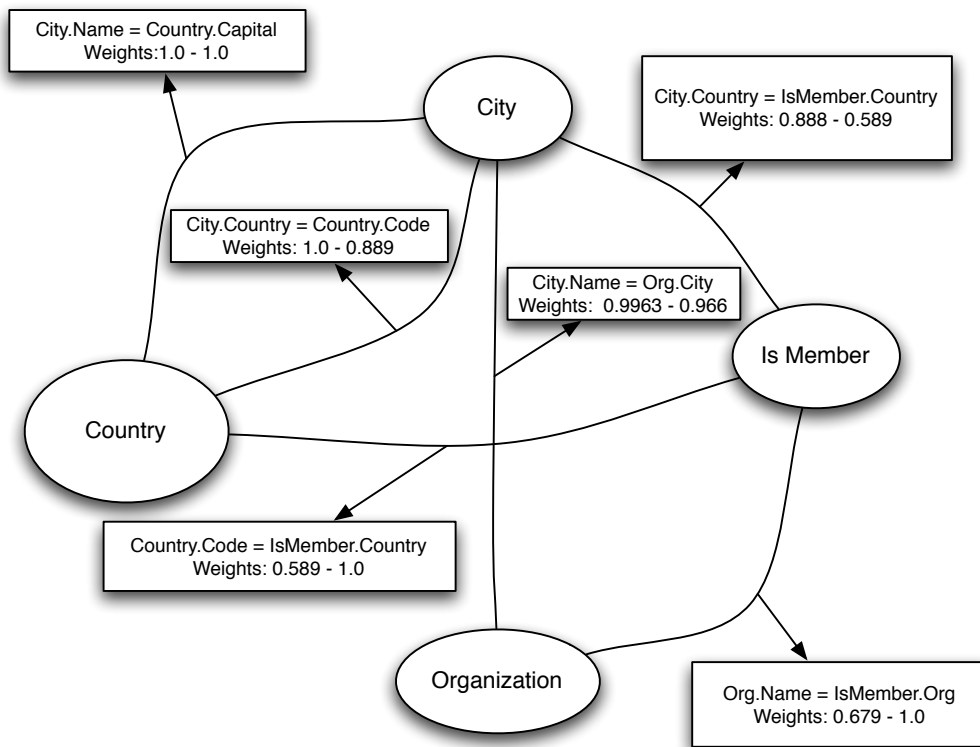 City.Name = Country.Capital
Weights:1.0 - 1.0
City
City.Country = IsMember.Country
Weights: 0.888 - 0.589
City.Country = Country.Code
Weights: 1.0 - 0.889
City.Name = Org.City
Weights:  0.9963 - 0.966
Is Member
Country
Country.Code = IsMember.Country
Weights: 0.589 - 1.0
Organization
Org.Name = IsMember.Org
Weights: 0.679 - 1.0